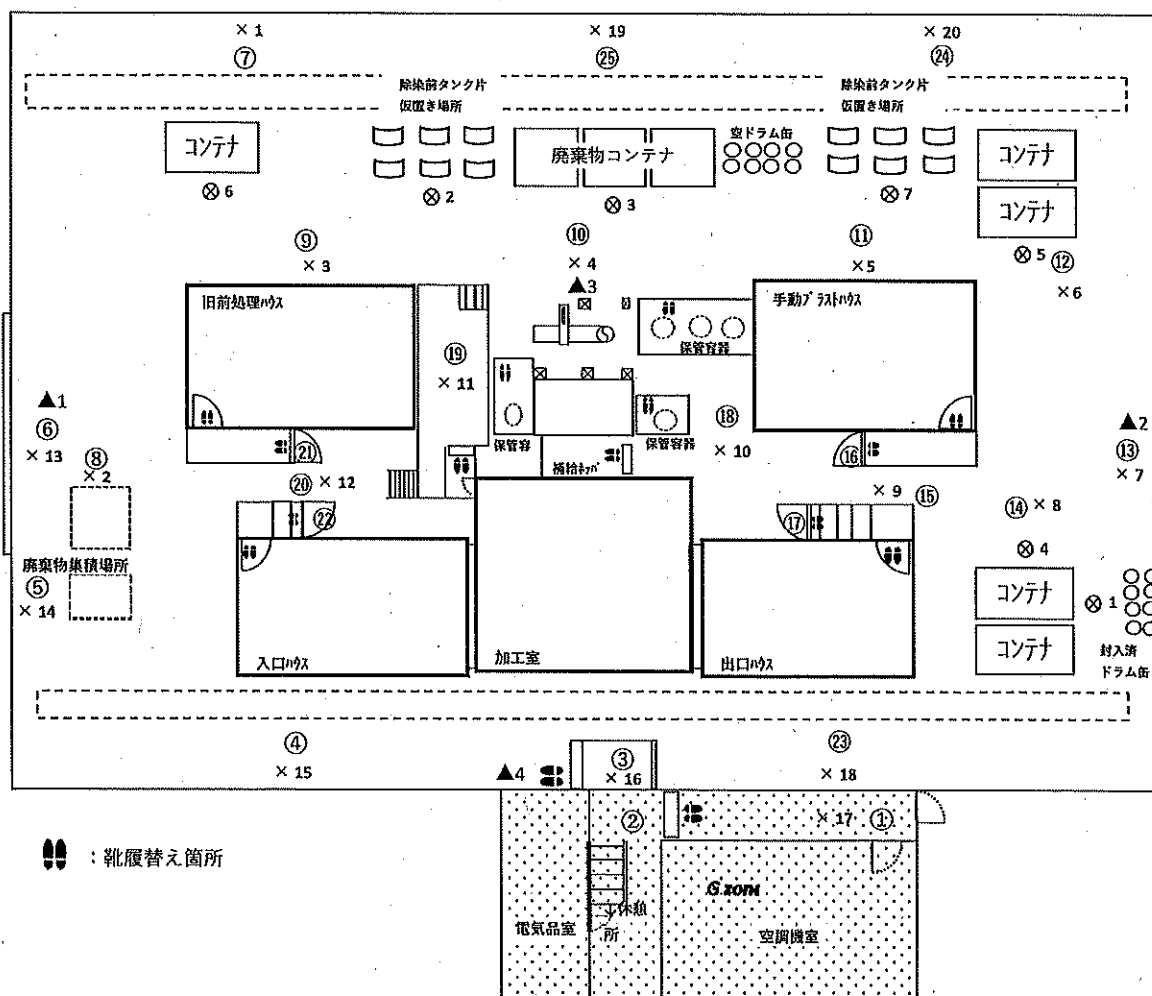 × 1
× 19
× 20
⑦
㉕
㉔
除染前タンク片
仮置き場所
除染前タンク片
仮置き場所
コンテナ
廃棄物コンテナ
空ドラム缶
コンテナ
コンテナ
⊗ 6
⊗ 2
⊗ 3
⊗ 7
⊗ 5
⑨
⑩
⑪
⑫
× 3
× 4
× 5
× 6
▲3
旧前処理ハウス
手動ブラストハウス
保管容器
⑲
× 11
▲1
⑥
× 13
⑧
× 2
保管容
保管容器
⑱
× 10
▲2
⑬
× 7
㉑
⑯
補給ホッパ
⑳
× 12
× 9
⑮
⑭ × 8
㉒
⑰
⊗ 4
廃棄物集積場所
⑤
× 14
コンテナ
⊗ 1
コンテナ
封入済
ドラム缶
入口ハウス
加工室
出口ハウス
④
× 15
▲4
③
× 16
㉓
× 18
②
× 17
①
：靴履替え箇所
G zone
休憩
所
電気品室
空調機室